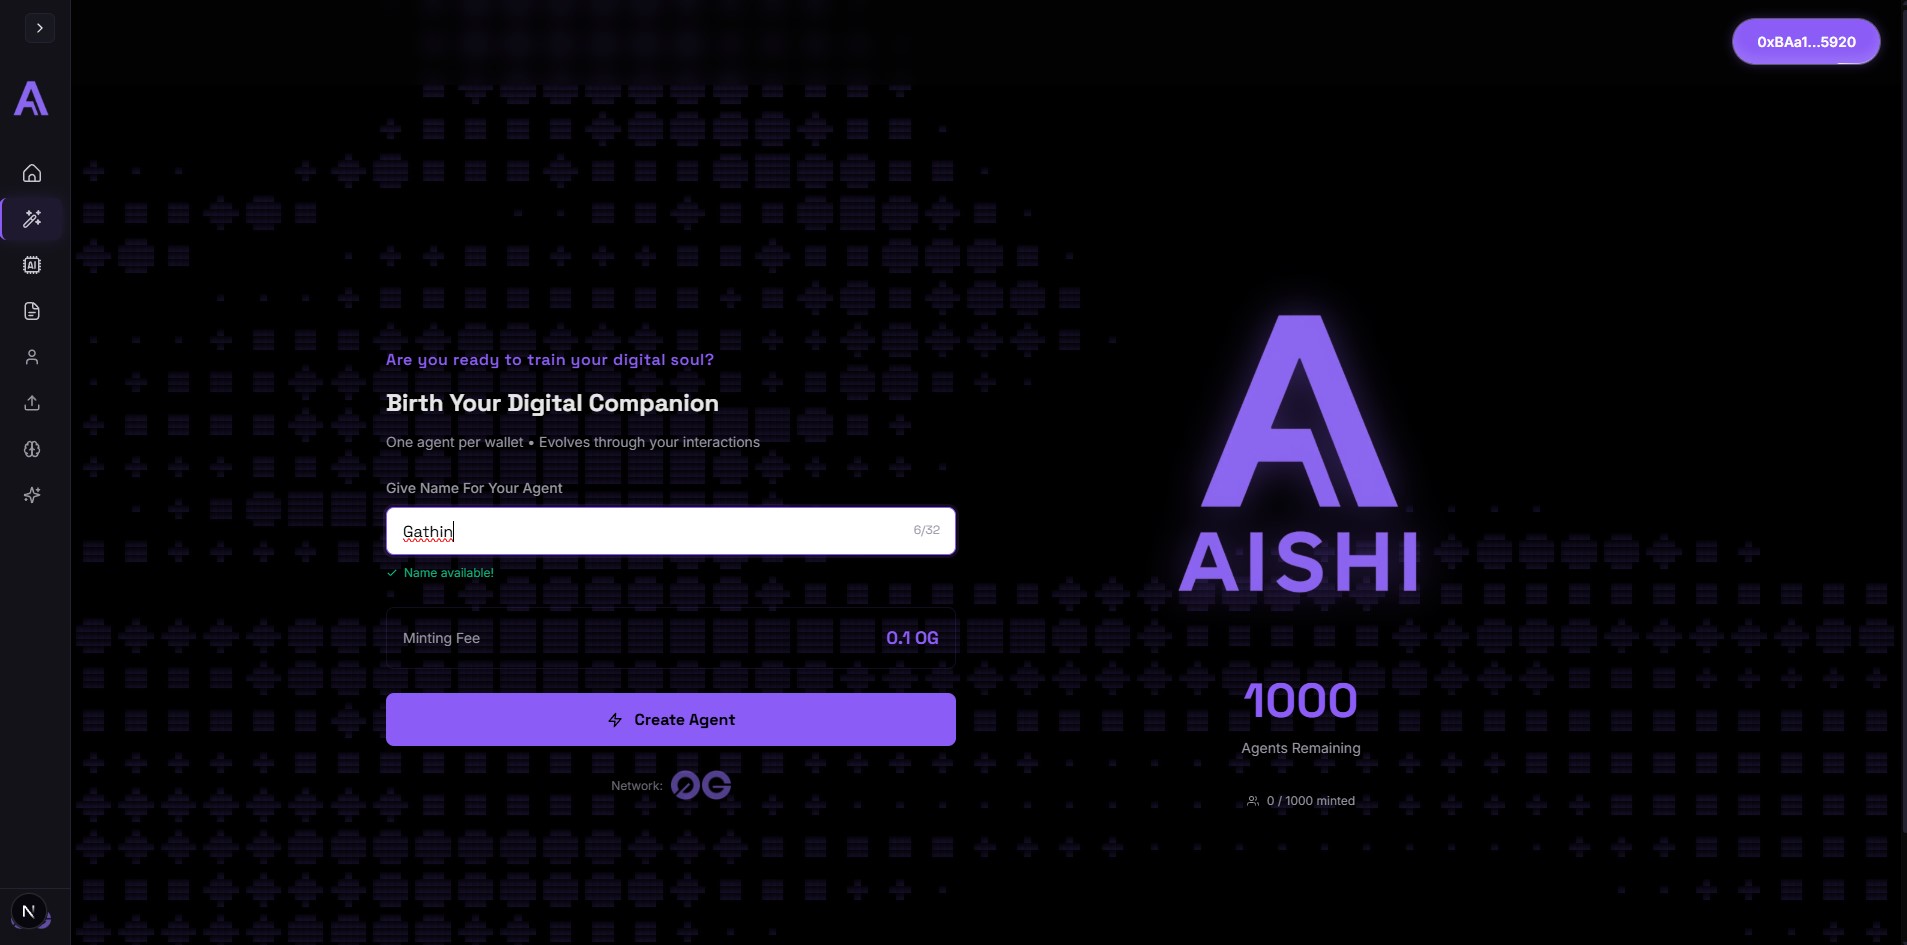 0xBAa1...5920
AI
Are you ready to train your digital soul?
Birth Your Digital Companion
One agent per wallet • Evolves through your interactions
Give Name For Your Agent
Gathin
6/32
Name available!
Minting Fee
0.1 OG
Create Agent
Network: 0G
AISHI
1000
Agents Remaining
0 / 1000 minted
N